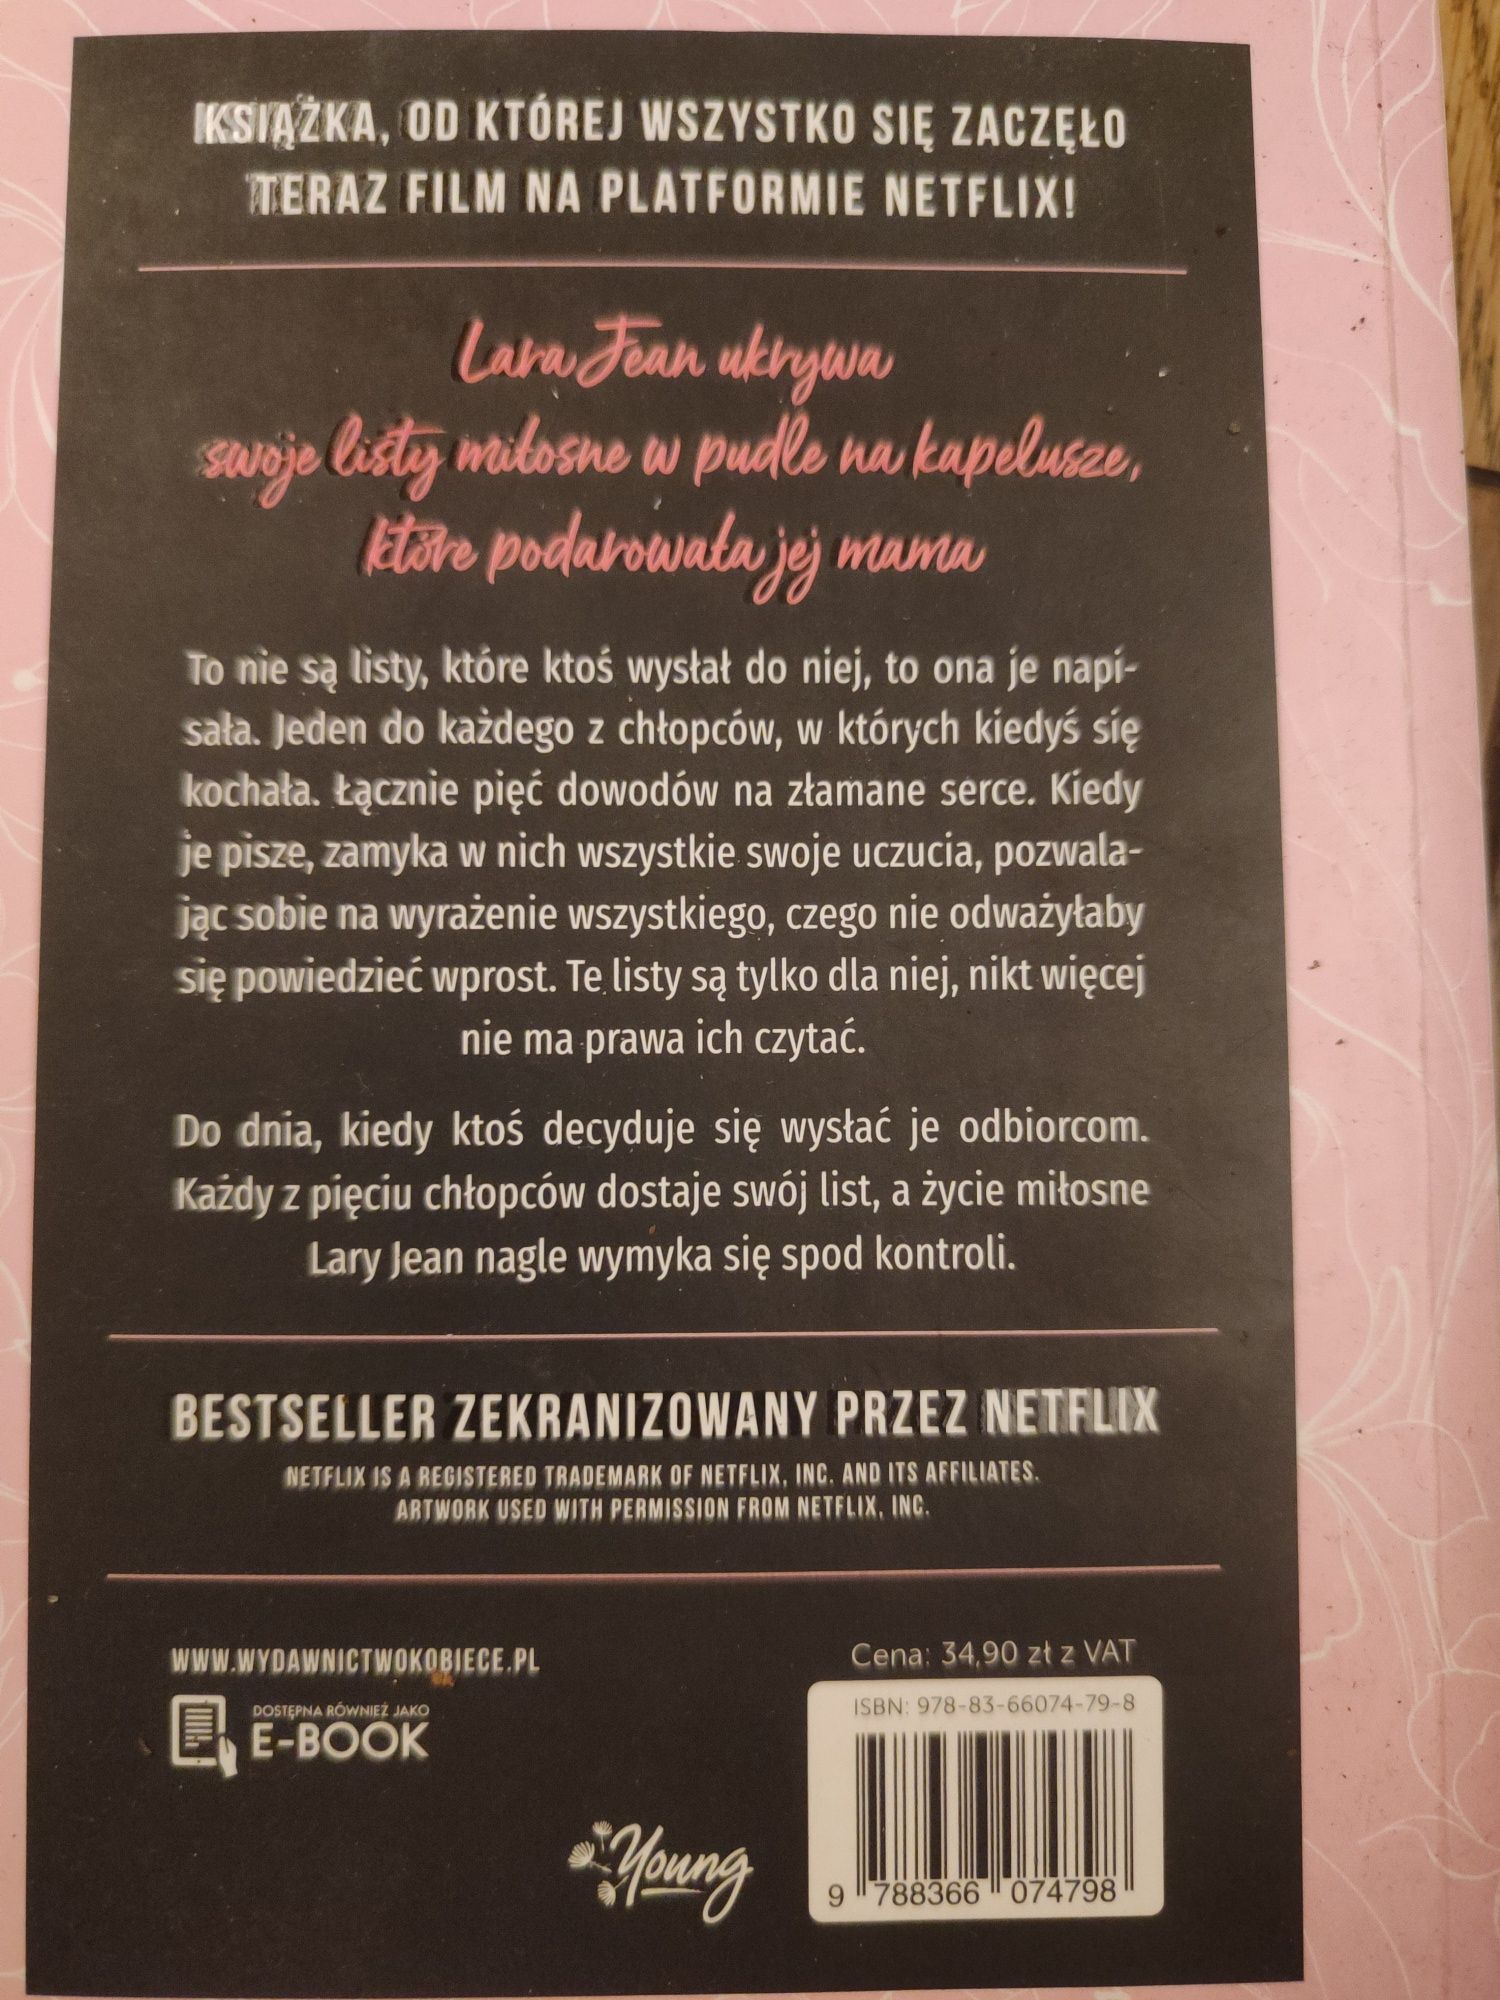 KSIĄŻKA, OD KTÓREJ WSZYSTKO SIĘ ZACZĘŁO
TERAZ FILM NA PLATFORMIE NETFLIX!
Lara Jean ukrywa
swoje listy miłosne w pudle na kapelusze,
które podarowała jej mama
To nie są listy, które ktoś wysłał do niej, to ona je napi-
sała. Jeden do każdego z chłopców, w których kiedyś się
kochała. Łącznie pięć dowodów na złamane serce. Kiedy
je pisze, zamyka w nich wszystkie swoje uczucia, pozwala-
jąc sobie na wyrażenie wszystkiego, czego nie odważyłaby
się powiedzieć wprost. Te listy są tylko dla niej, nikt więcej
nie ma prawa ich czytać.
Do dnia, kiedy ktoś decyduje się wysłać je odbiorcom.
Każdy z pięciu chłopców dostaje swój list, a życie miłosne
Lary Jean nagle wymyka się spod kontroli.
BESTSELLER ZEKRANIZOWANY PRZEZ NETFLIX
NETFLIX IS A REGISTERED TRADEMARK OF NETFLIX, INC. AND ITS AFFILIATES.
ARTWORK USED WITH PERMISSION FROM NETFLIX, INC.
WWW.WYDAWNICTWOKOBIECE.PL
DOSTĘPNA RÓWNIEŻ JAKO
E-BOOK
Young
Cena: 34,90 zł z VAT
ISBN: 978-83-66074-79-8
9 788366 074798